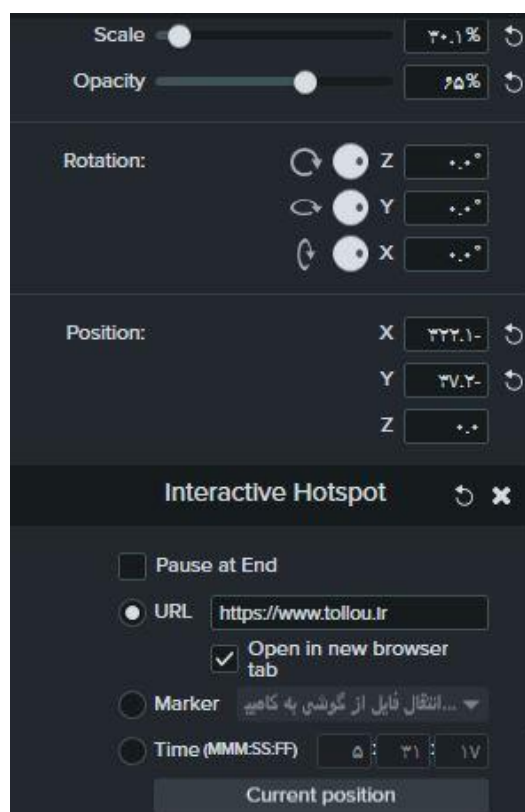 Scale ۳۰.۱%
Opacity ۶۵%
Rotation: Z ۰.۰°
Y ۰.۰°
X ۰.۰°
Position: X ۳۲۲.۱-
Y ۳۷.۲-
Z ۰.۰
Interactive Hotspot
Pause at End
URL https://www.tollou.ir
Open in new browser
tab
Marker انتقال فایل از گوشی به کامپی...
Time (MMM:SS:FF) ۵ : ۳۱ : ۱۷
Current position